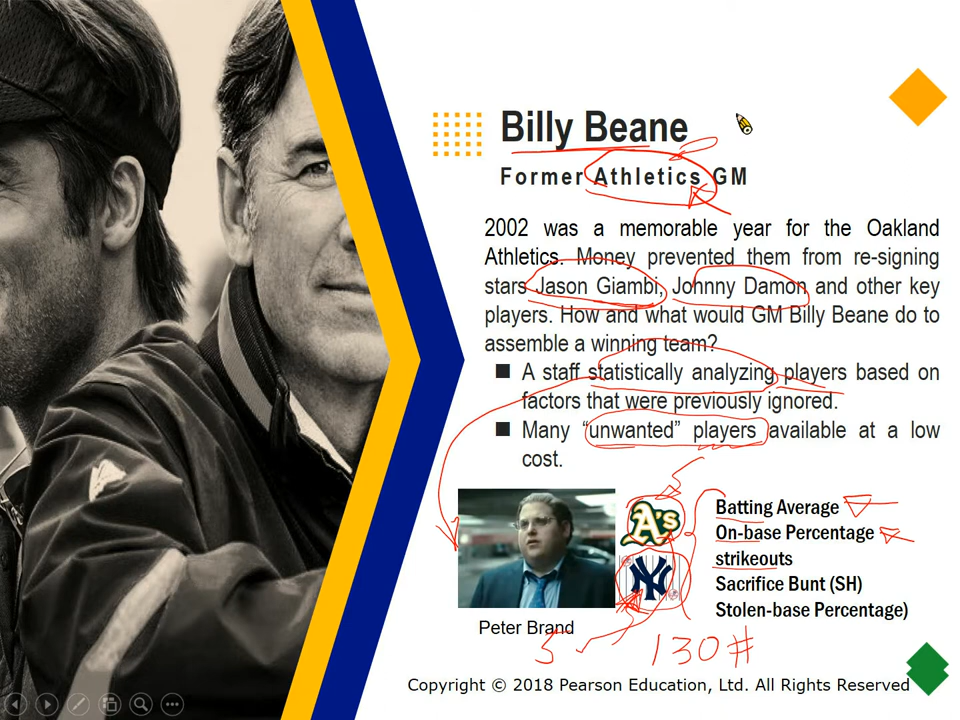 Billy Beane
Former Athletics GM
2002 was a memorable year for the Oakland
Athletics. Money prevented them from re-signing
stars Jason Giambi, Johnny Damon and other key
players. How and what would GM Billy Beane do to
assemble a winning team?
■ A staff statistically analyzing players based on
factors that were previously ignored.
■ Many “unwanted” players available at a low
cost.
A's
NY
Batting Average
On-base Percentage
strikeouts
Sacrifice Bunt (SH)
Stolen-base Percentage)
Peter Brand
5
130#
Copyright © 2018 Pearson Education, Ltd. All Rights Reserved